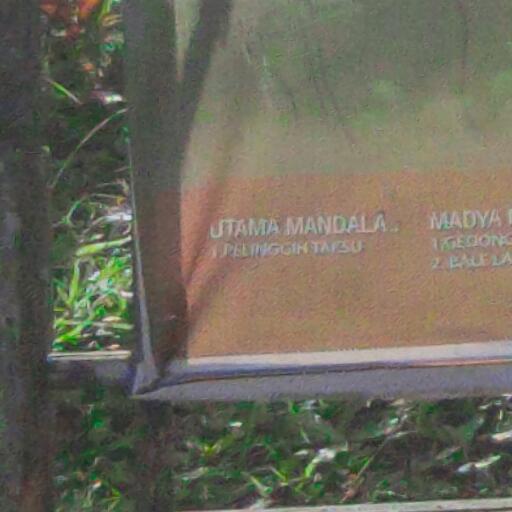 UTAMA MANDALA
1. PELINGGIH TAKSU
MADYA
1. GEDONG
2. BALE